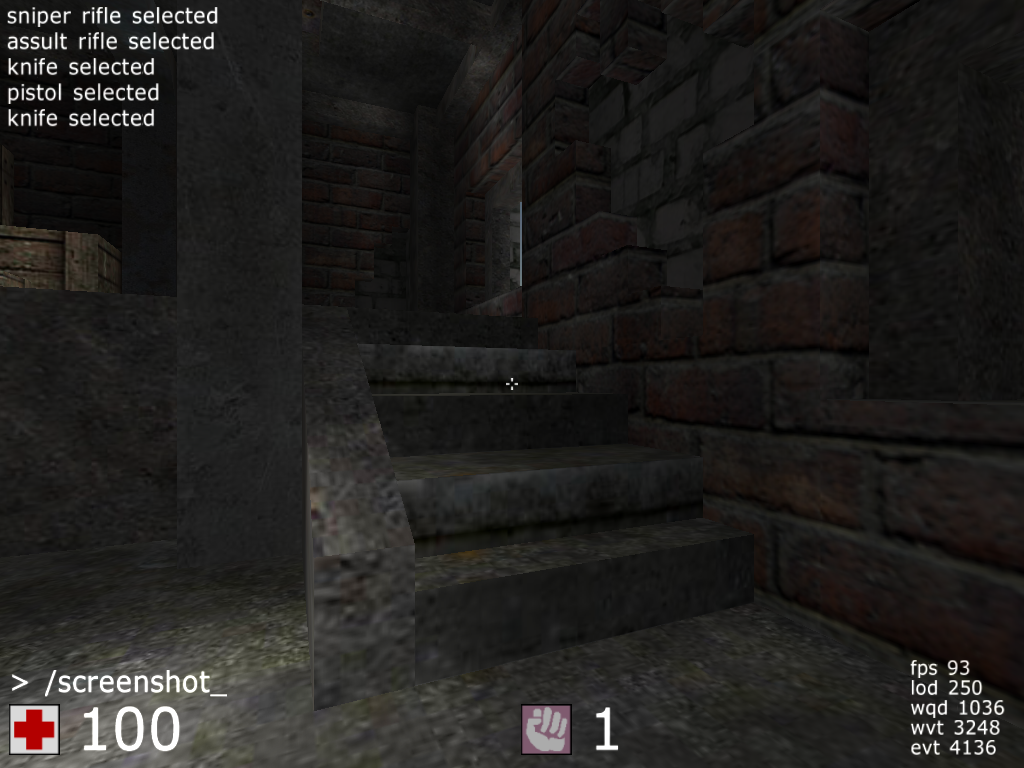 sniper rifle selected
assult rifle selected
knife selected
pistol selected
knife selected
> /screenshot_
100
1
fps 93
lod 250
wqd 1036
wvt 3248
evt 4136